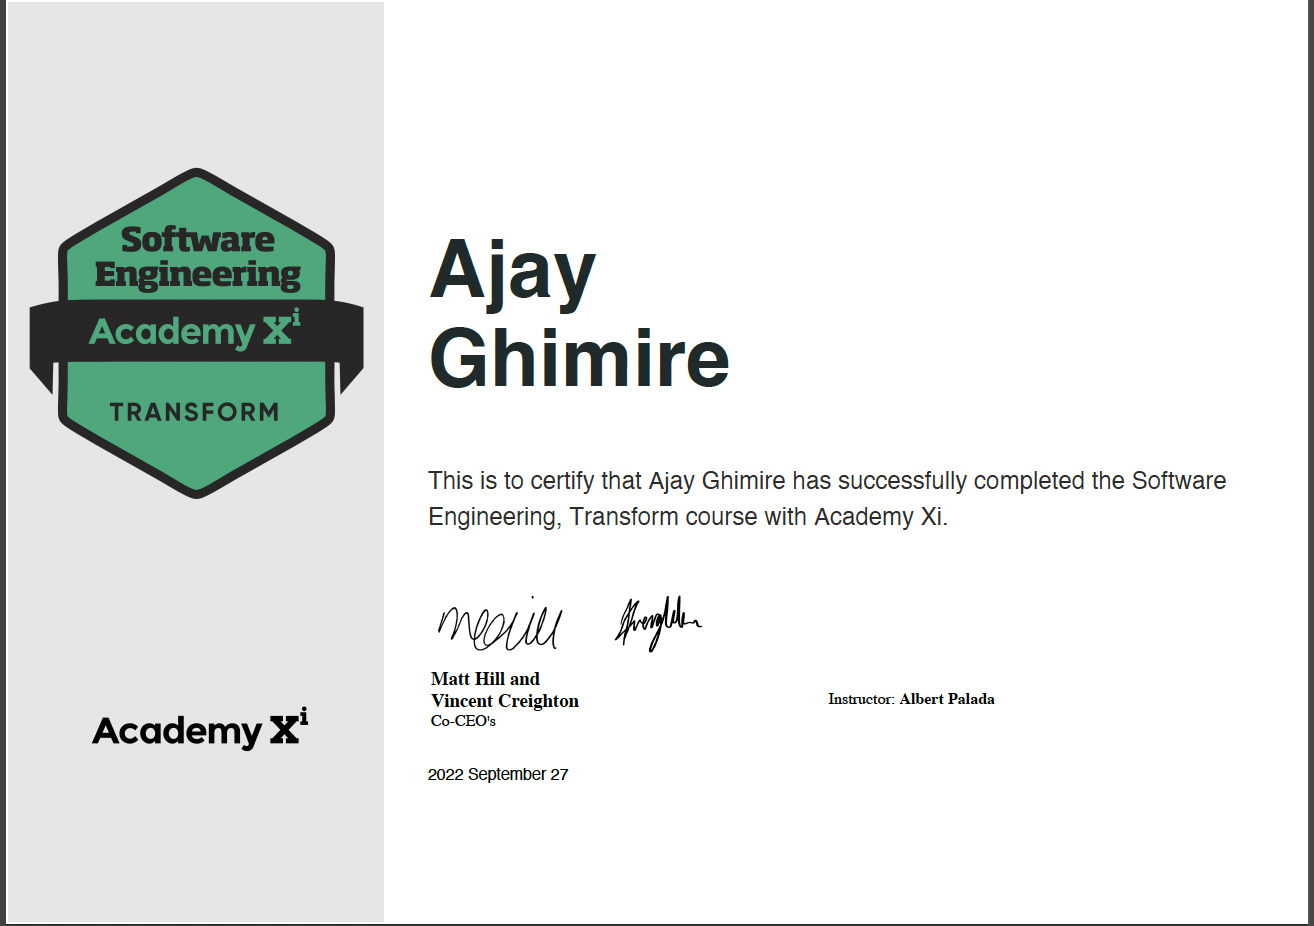 Software
Engineering
Academy Xi
TRANSFORM
Academy Xi
Ajay
Ghimire
This is to certify that Ajay Ghimire has successfully completed the Software
Engineering, Transform course with Academy Xi.
Matt Hill and
Vincent Creighton
Co-CEO's
Instructor: Albert Palada
2022 September 27